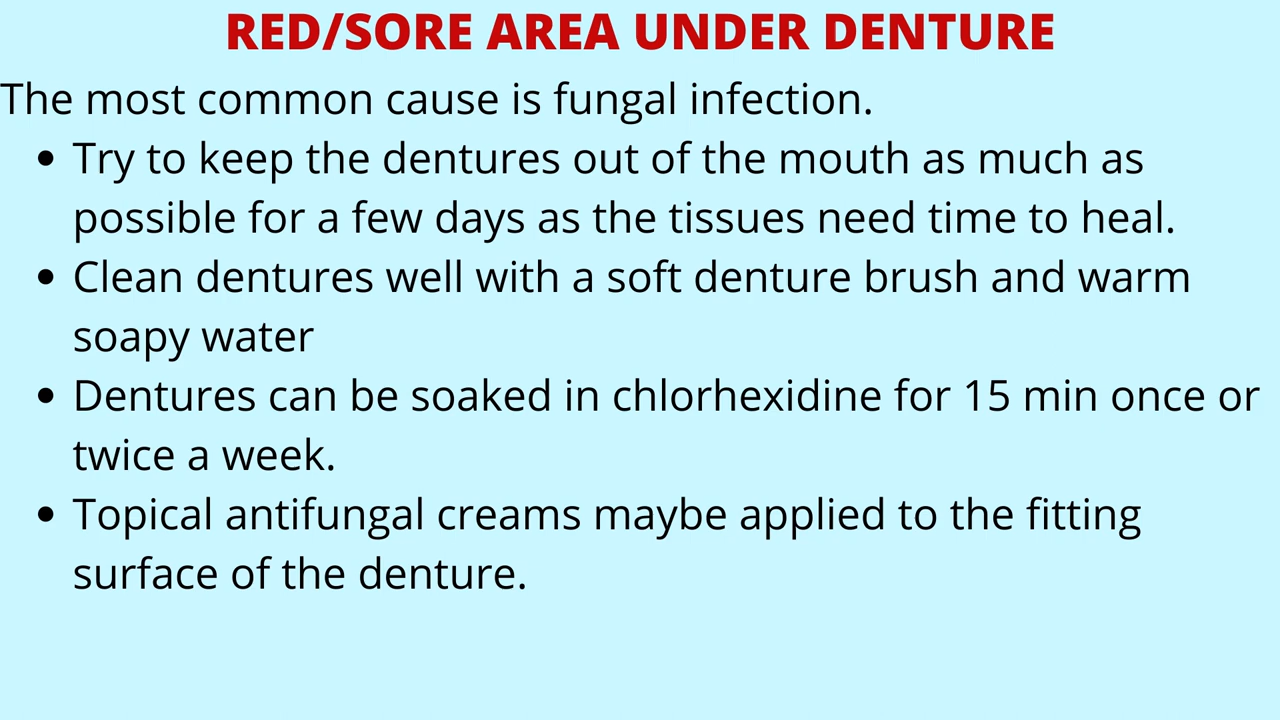 RED/SORE AREA UNDER DENTURE
The most common cause is fungal infection.
• Try to keep the dentures out of the mouth as much as
possible for a few days as the tissues need time to heal.
• Clean dentures well with a soft denture brush and warm
soapy water
• Dentures can be soaked in chlorhexidine for 15 min once or
twice a week.
• Topical antifungal creams maybe applied to the fitting
surface of the denture.